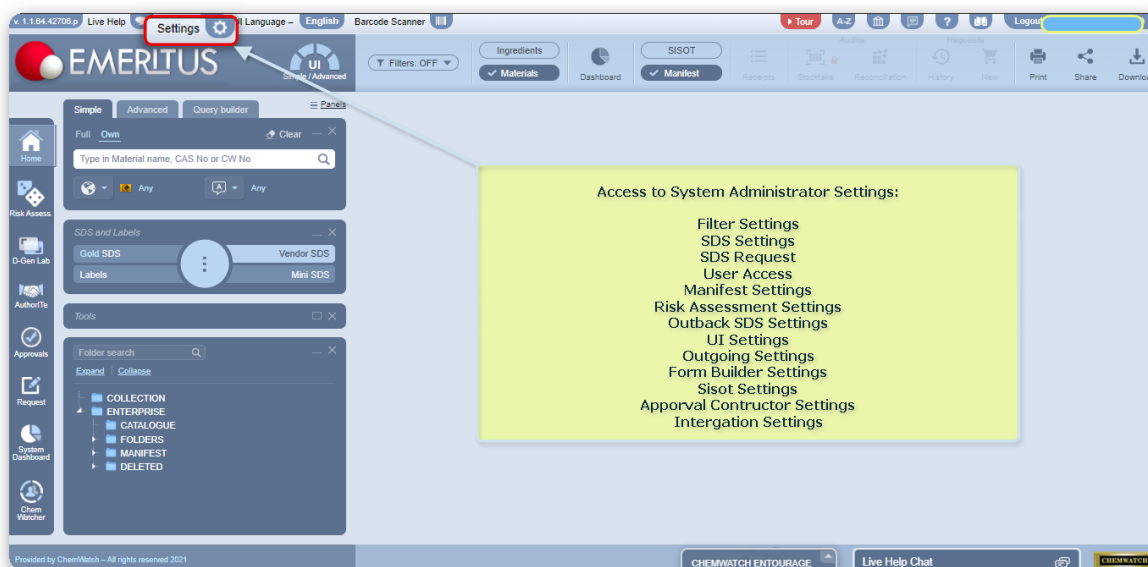 v. 1.1.64.42706.p Live Help Settings UI Language – English Barcode Scanner Tour A-Z ? Logout
EMERITUS
UI
Simple / Advanced
Filters: OFF
Ingredients
Materials
Dashboard
SISOT
Manifest
Audits
Requests
Receipts Stocktake Reconciliation History New Print Share Downloa
Simple Advanced Query builder Panels
Full Own Clear
Type in Material name, CAS No or CW No
Any A Any
SDS and Labels
Gold SDS Vendor SDS
Labels Mini SDS
Tools
Folder search
Expand Collapse
COLLECTION
ENTERPRISE
CATALOGUE
FOLDERS
MANIFEST
DELETED
Home
Risk Assess.
D-Gen Lab
AuthorITe
Approvals
Request
System
Dashboard
Chem
Watcher
Access to System Administrator Settings:
Filter Settings
SDS Settings
SDS Request
User Access
Manifest Settings
Risk Assessment Settings
Outback SDS Settings
UI Settings
Outgoing Settings
Form Builder Settings
Sisot Settings
Apporval Contructor Settings
Intergation Settings
Provided by ChemWatch – All rights reserved 2021
CHEMWATCH ENTOURAGE
Live Help Chat
CHEMWATCH